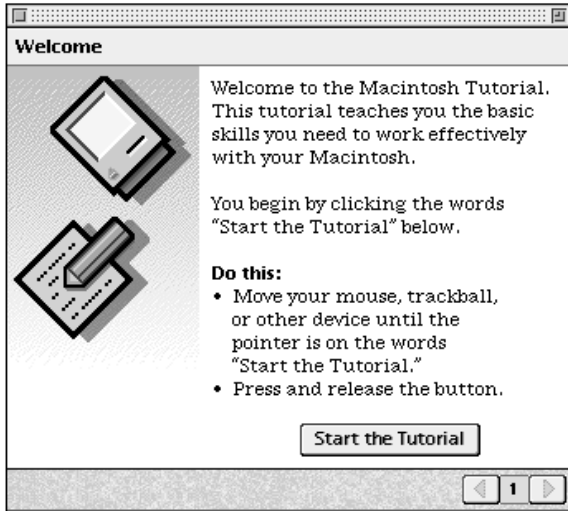 Welcome
Welcome to the Macintosh Tutorial.
This tutorial teaches you the basic
skills you need to work effectively
with your Macintosh.
You begin by clicking the words
“Start the Tutorial” below.
Do this:
• Move your mouse, trackball,
or other device until the
pointer is on the words
“Start the Tutorial.”
• Press and release the button.
Start the Tutorial
1